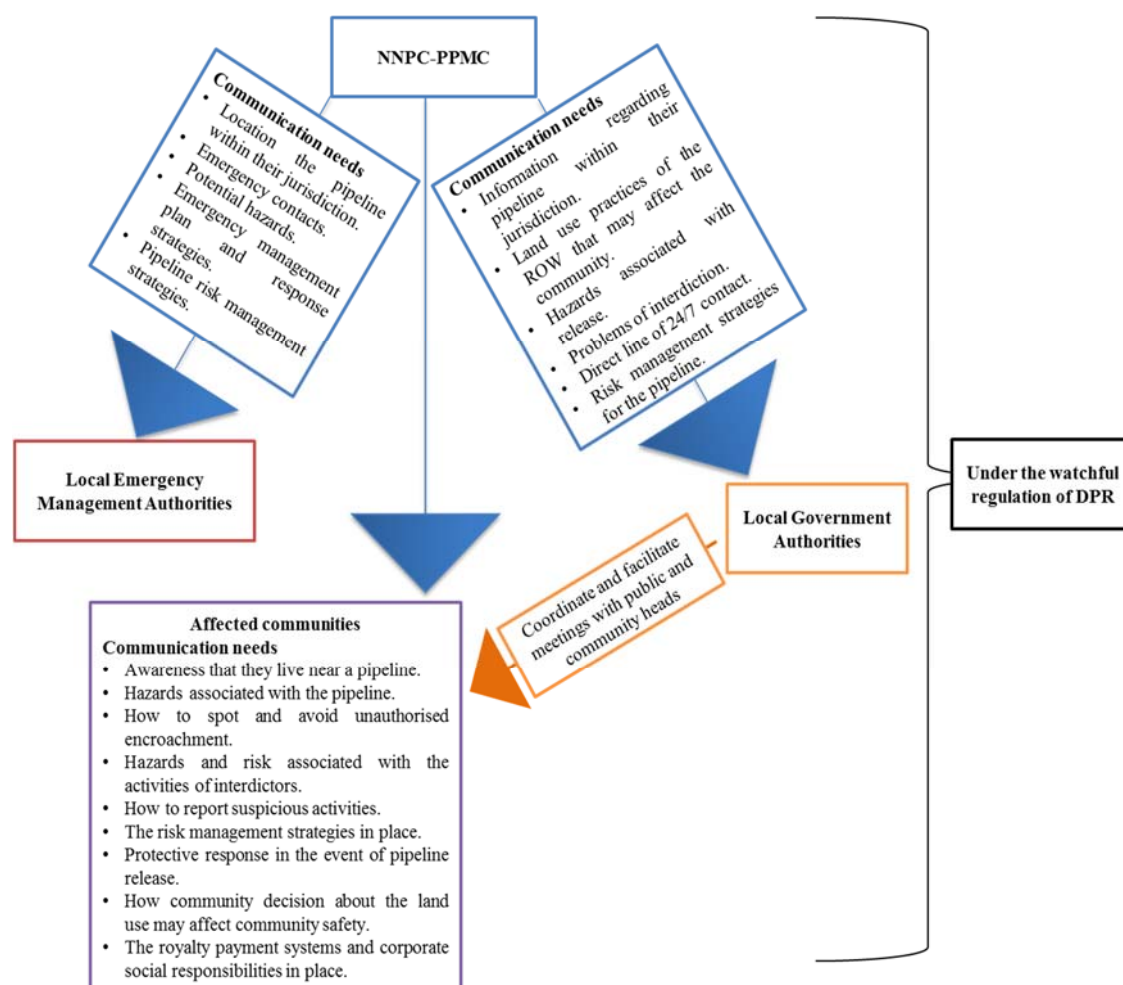 NNPC-PPMC
Communication needs
• Location the pipeline
within their jurisdiction.
• Emergency contacts.
• Potential hazards.
• Emergency management
plan and response
strategies.
• Pipeline risk management
strategies.
Communication needs
• Information regarding
pipeline within their
jurisdiction.
• Land use practices of the
ROW that may affect the
community.
• Hazards associated with
release.
• Problems of interdiction.
• Direct line of 24/7 contact.
• Risk management strategies
for the pipeline.
Local Emergency
Management Authorities
Local Government
Authorities
Under the watchful
regulation of DPR
Coordinate and facilitate
meetings with public and
community heads
Affected communities
Communication needs
• Awareness that they live near a pipeline.
• Hazards associated with the pipeline.
• How to spot and avoid unauthorised
encroachment.
• Hazards and risk associated with the
activities of interdictors.
• How to report suspicious activities.
• The risk management strategies in place.
• Protective response in the event of pipeline
release.
• How community decision about the land
use may affect community safety.
• The royalty payment systems and corporate
social responsibilities in place.